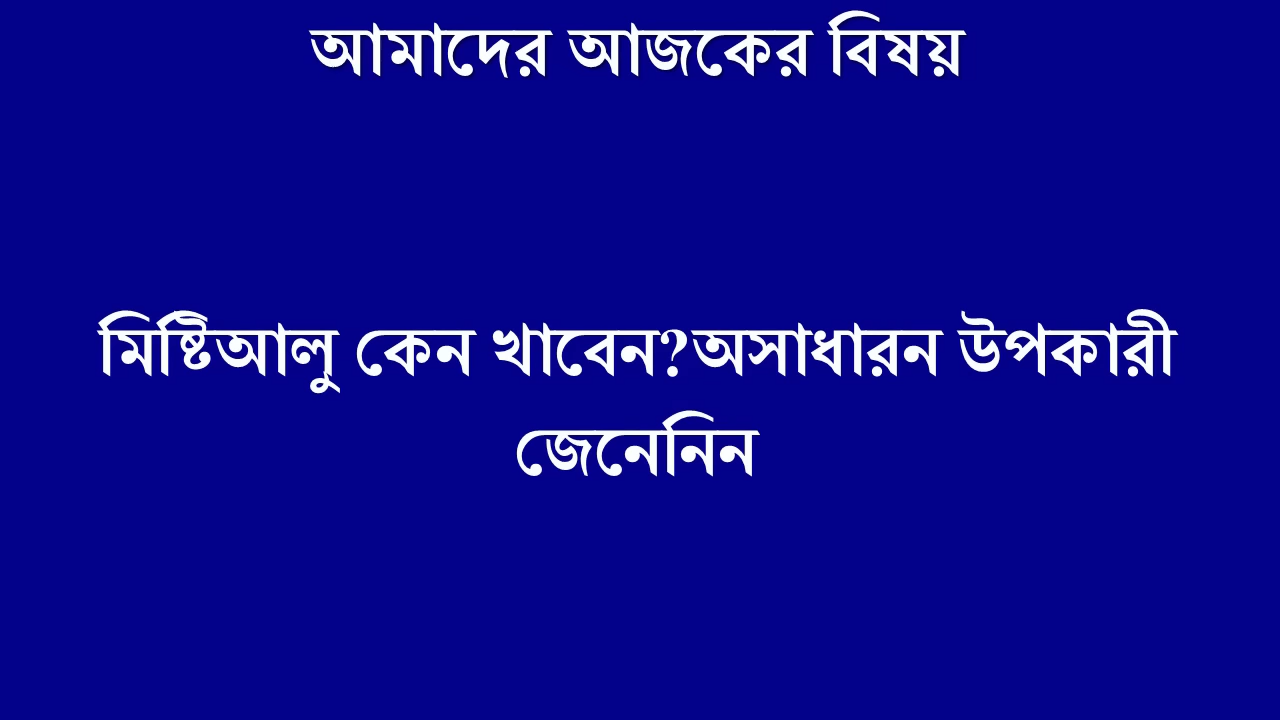 আমাদের আজকের বিষয়
মিষ্টিআলু কেন খাবেন?অসাধারন উপকারী
জেনেনিন